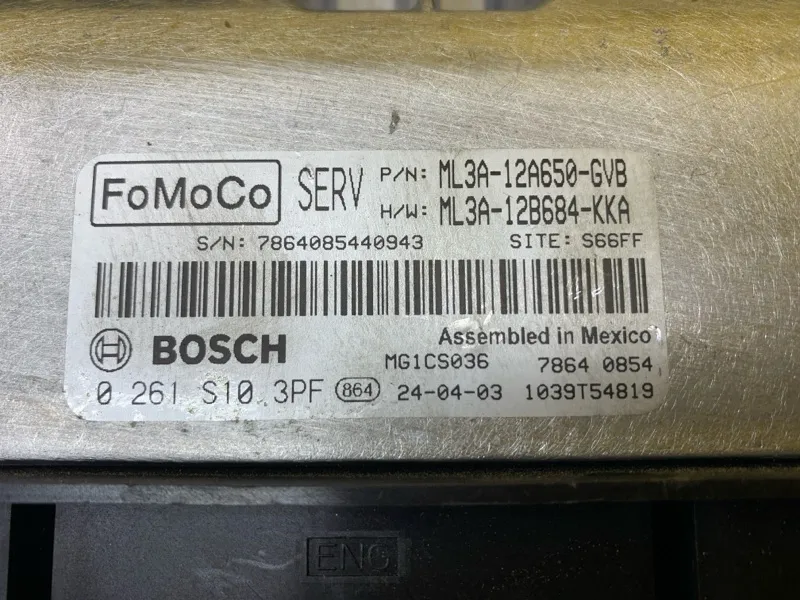 FoMoCo SERV P/N: ML3A-12A650-GVB
H/W: ML3A-12B684-KKA
S/N: 7864085440943 SITE: S66FF
BOSCH Assembled in Mexico
MG1CS036 7864 0854
0 261 S10 3PF 864 24-04-03 1039T54819
ENG